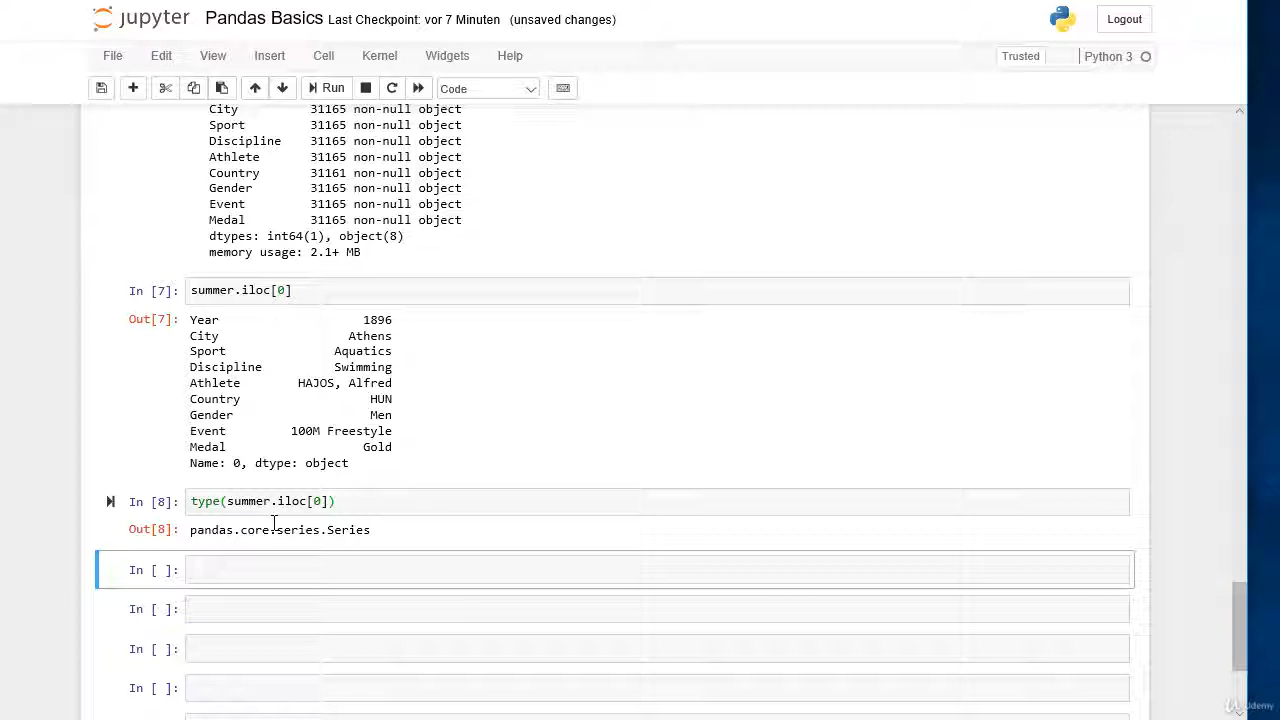 jupyter Pandas Basics Last Checkpoint: vor 7 Minuten (unsaved changes) Logout
File Edit View Insert Cell Kernel Widgets Help Trusted Python 3
Run Code
City 31165 non-null object
Sport 31165 non-null object
Discipline 31165 non-null object
Athlete 31165 non-null object
Country 31161 non-null object
Gender 31165 non-null object
Event 31165 non-null object
Medal 31165 non-null object
dtypes: int64(1), object(8)
memory usage: 2.1+ MB
In [7]: summer.iloc[0]
Out[7]: Year 1896
City Athens
Sport Aquatics
Discipline Swimming
Athlete HAJOS, Alfred
Country HUN
Gender Men
Event 100M Freestyle
Medal Gold
Name: 0, dtype: object
In [8]: type(summer.iloc[0])
Out[8]: pandas.core.series.Series
In [ ]:
In [ ]:
In [ ]:
In [ ]:
Udemy